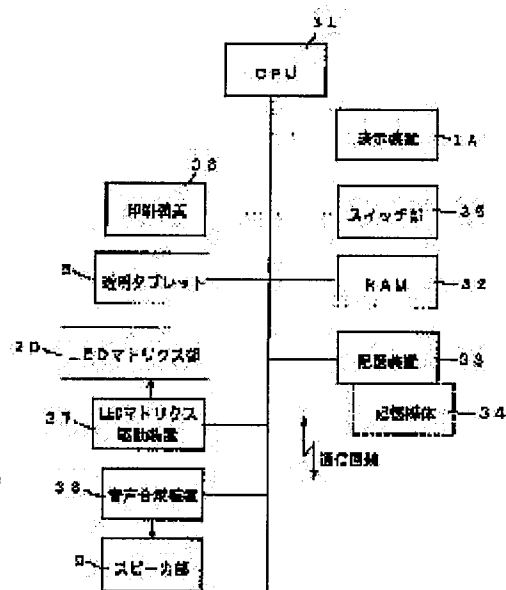 31
CPU
表示装置 1A
36
印刷装置
スイッチ部 35
透明タブレット
RAM 32
20 LEDマトリクス部
記憶装置 33
記憶媒体 34
37 LEDマトリクス
駆動装置
通信回線
38 音声合成装置
スピーカ部